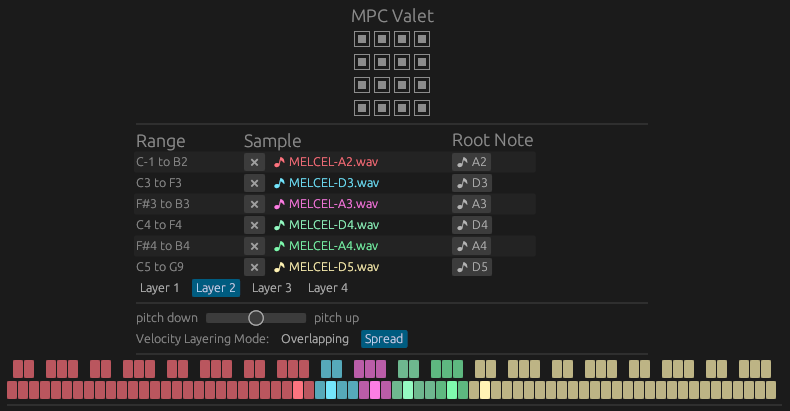 MPC Valet
Range Sample Root Note
C-1 to B2 × MELCEL-A2.wav A2
C3 to F3 × MELCEL-D3.wav D3
F#3 to B3 × MELCEL-A3.wav A3
C4 to F4 × MELCEL-D4.wav D4
F#4 to B4 × MELCEL-A4.wav A4
C5 to G9 × MELCEL-D5.wav D5
Layer 1 Layer 2 Layer 3 Layer 4
pitch down pitch up
Velocity Layering Mode: Overlapping Spread